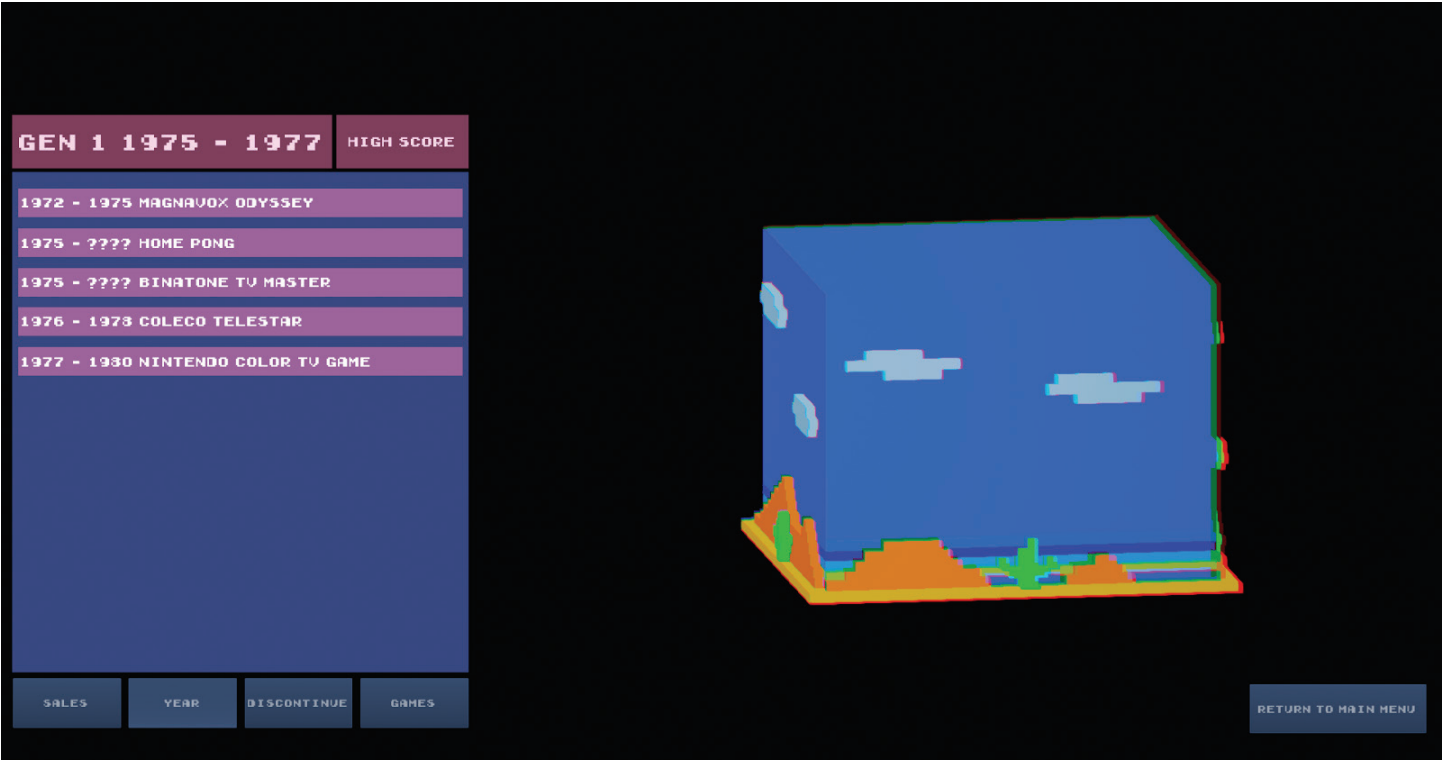 GEN 1 1975 - 1977
HIGH SCORE
1972 - 1975 MAGNAVOX ODYSSEY
1975 - ???? HOME PONG
1975 - ???? BINATONE TV MASTER
1976 - 1978 COLECO TELESTAR
1977 - 1980 NINTENDO COLOR TV GAME
SALES
YEAR
DISCONTINUE
GAMES
RETURN TO MAIN MENU